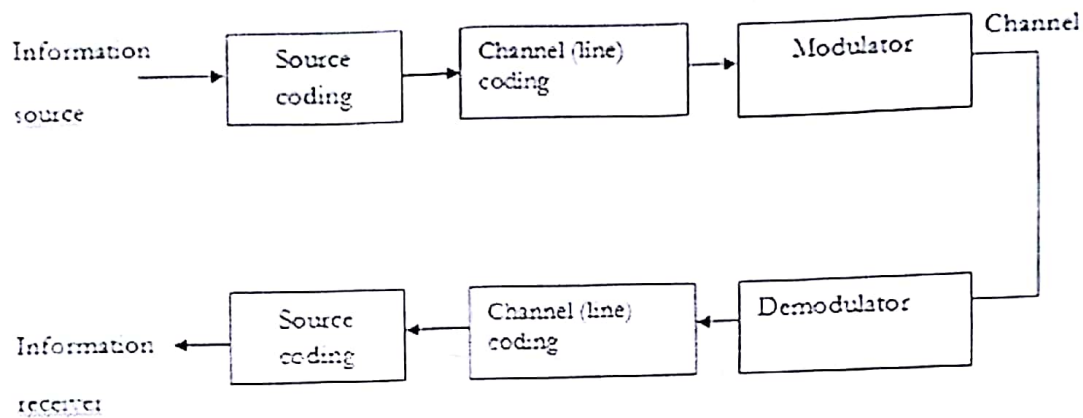 Information
source
Source
coding
Channel (line)
coding
Modulator
Channel
Information
receiver
Source
coding
Channel (line)
coding
Demodulator